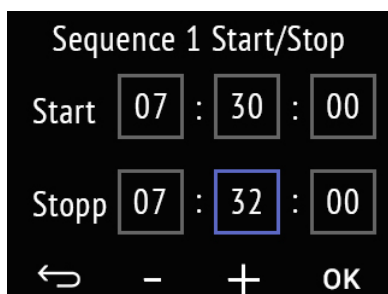 Sequence 1 Start/Stop
Start 07 : 30 : 00
Stopp 07 : 32 : 00
- + OK